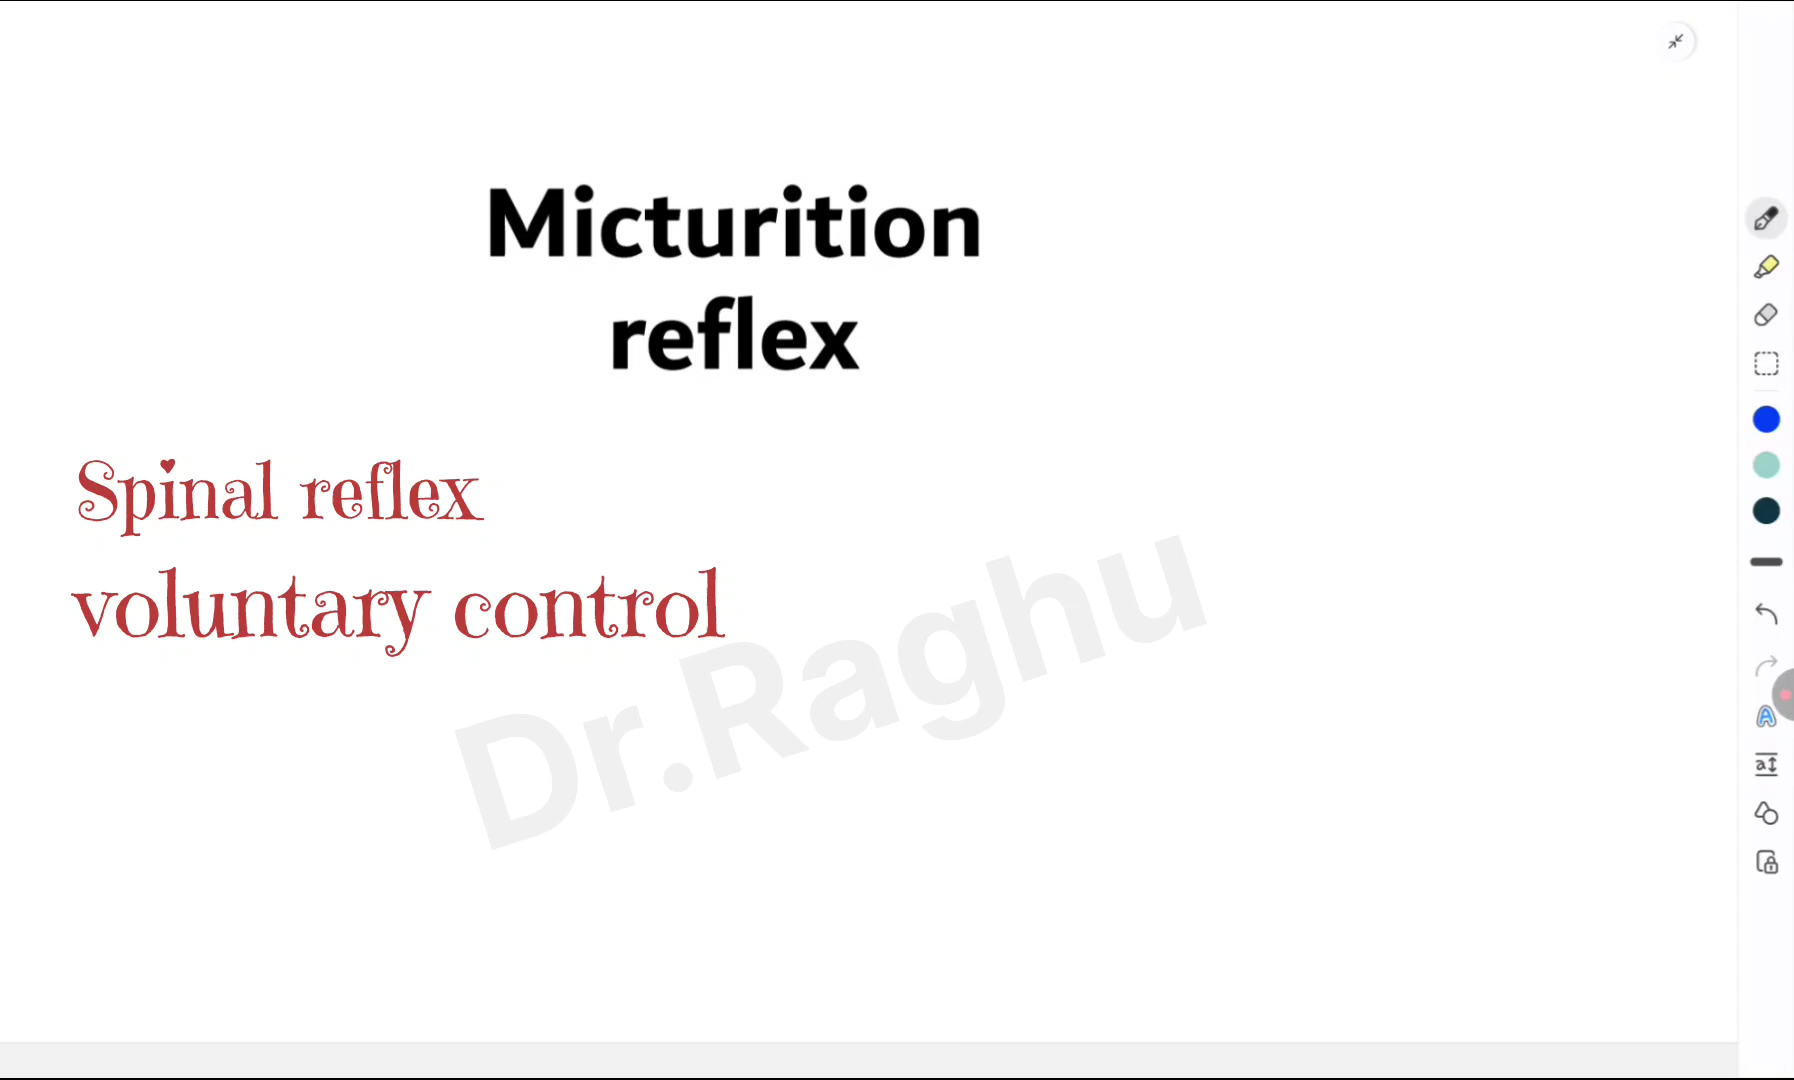 Micturition
reflex
Spinal reflex
voluntary control
Dr.Raghu